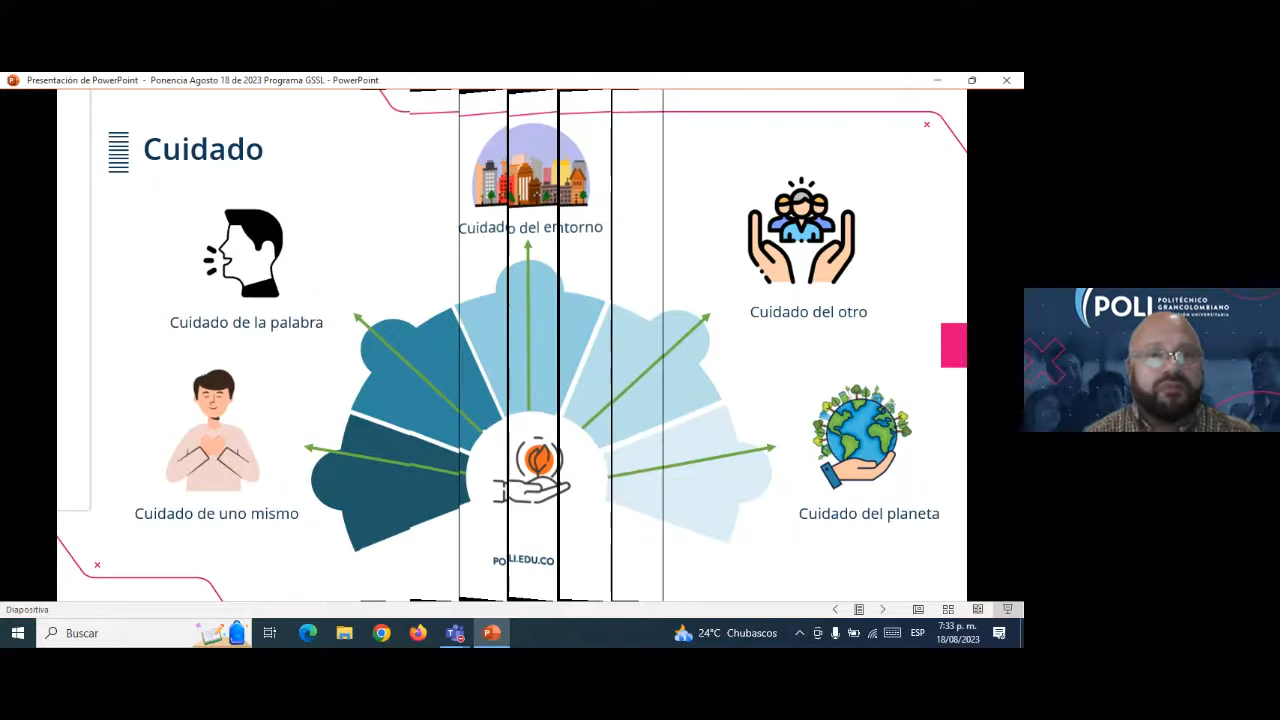 Presentación de PowerPoint - Ponencia Agosto 18 de 2023 Programa GSSL - PowerPoint
Cuidado
Cuidado del entorno
Cuidado de la palabra
Cuidado del otro
Cuidado de uno mismo
Cuidado del planeta
POLI.EDU.CO
POLI POLITÉCNICO
GRANCOLOMBIANO
Diapositiva
Buscar
24°C Chubascos
ESP
7:33 p. m.
18/08/2023